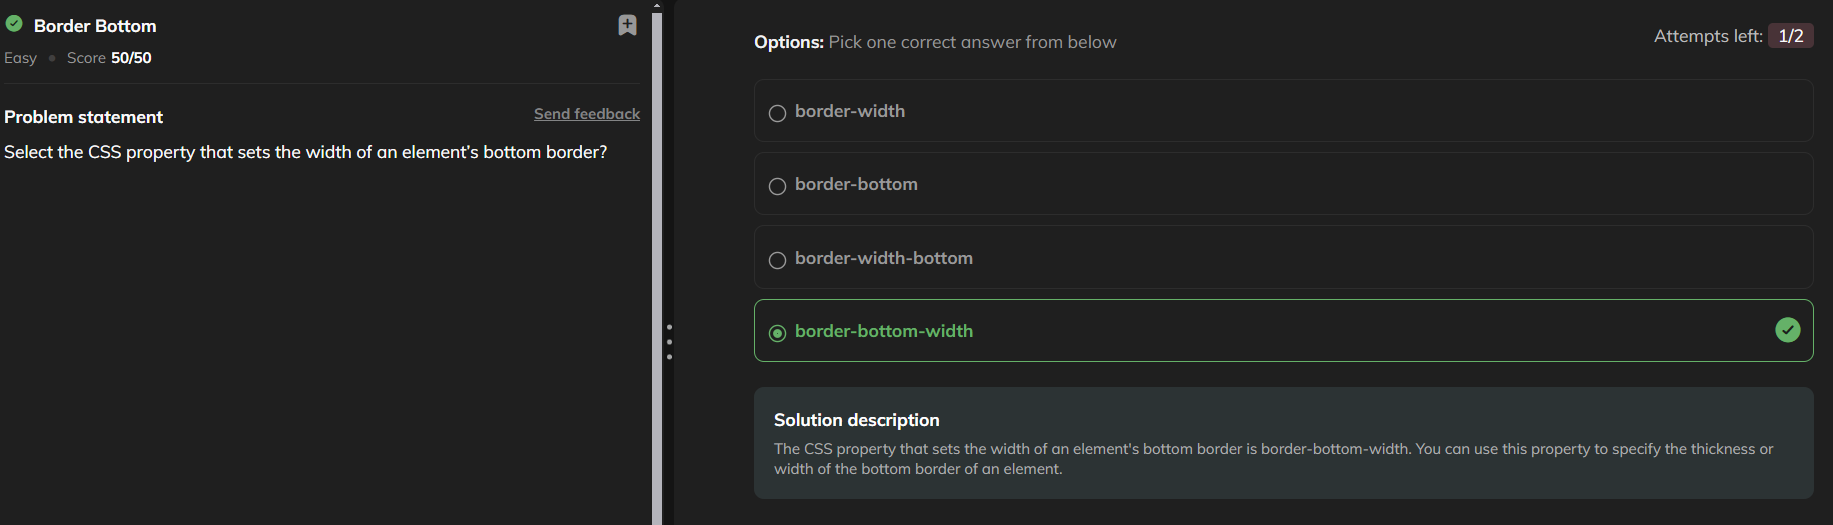 Border Bottom
Easy • Score 50/50
Problem statement
Send feedback
Select the CSS property that sets the width of an element’s bottom border?
Options: Pick one correct answer from below
Attempts left: 1/2
border-width
border-bottom
border-width-bottom
border-bottom-width
Solution description
The CSS property that sets the width of an element's bottom border is border-bottom-width. You can use this property to specify the thickness or
width of the bottom border of an element.